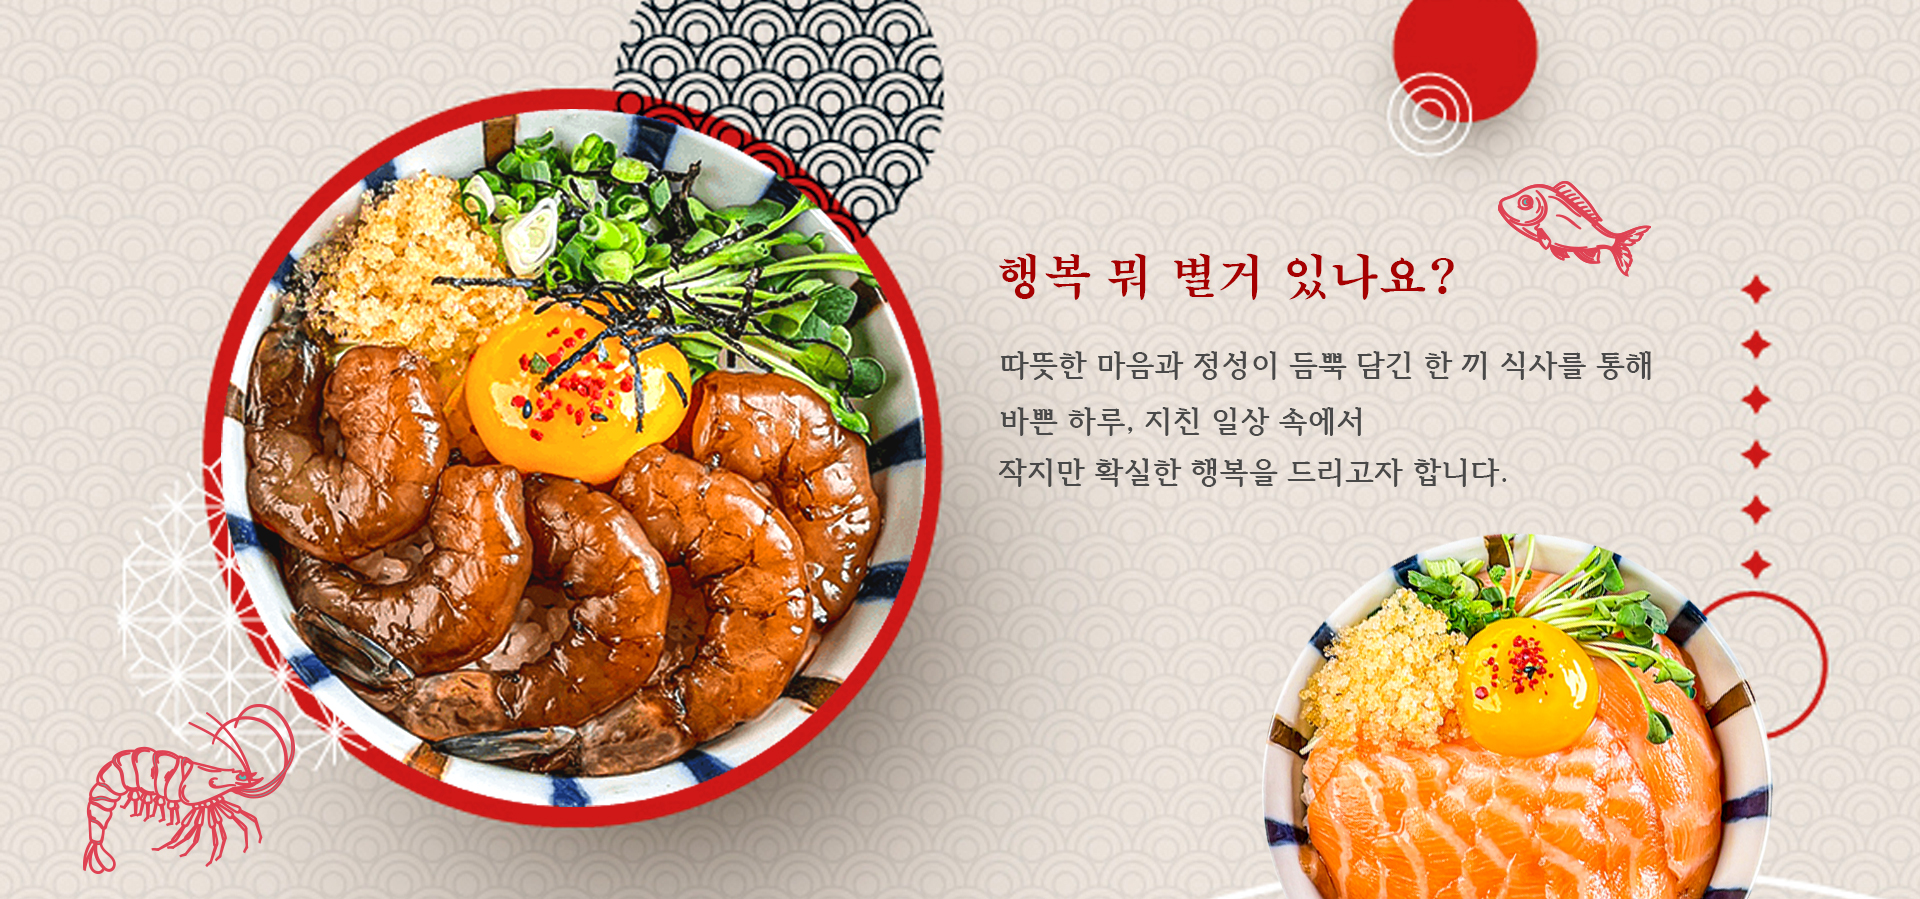 행복 뭐 별거 있나요?
따뜻한 마음과 정성이 듬뿍 담긴 한 끼 식사를 통해
바쁜 하루, 지친 일상 속에서
작지만 확실한 행복을 드리고자 합니다.